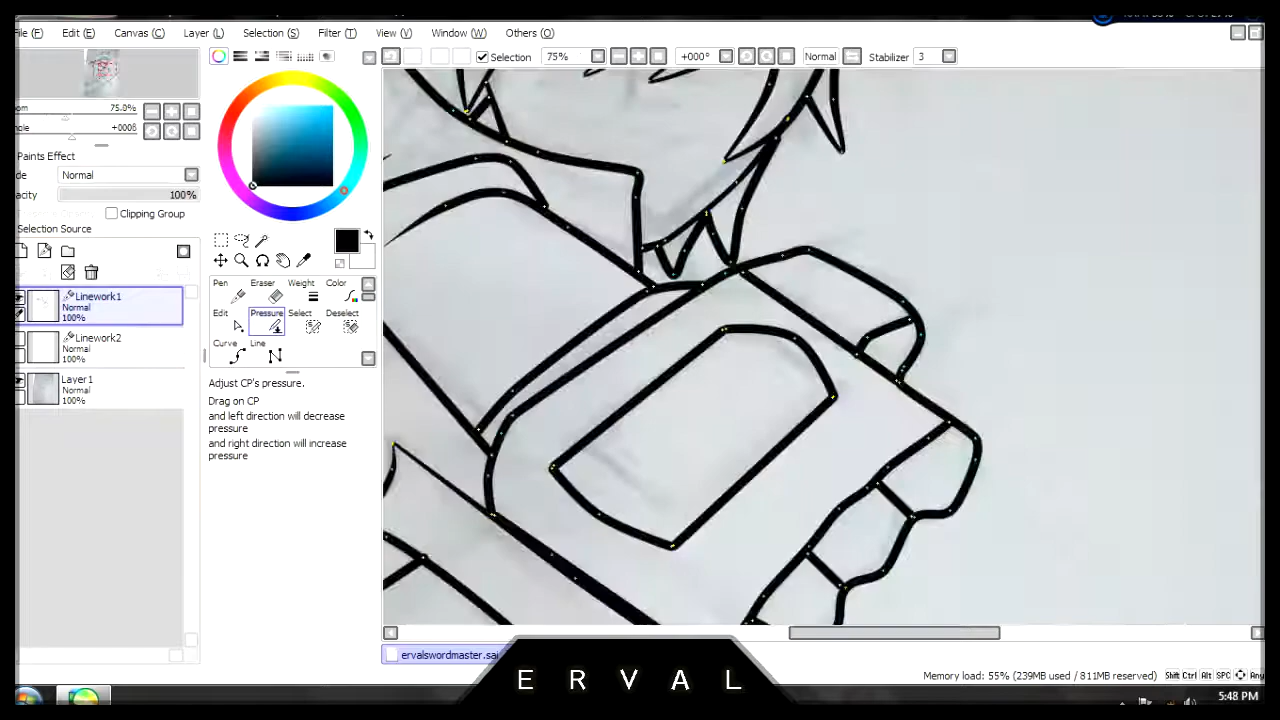 File (F) Edit (E) Canvas (C) Layer (L) Selection (S) Filter (T) View (V) Window (W) Others (O)
Selection 75% +000° Normal Stabilizer 3
75.0%
+0008
Paints Effect
Normal
100%
Clipping Group
Selection Source
Linework1
Normal
100%
Linework2
Normal
100%
Layer1
Normal
100%
Pen Eraser Weight Color
Edit Pressure Select Deselect
Curve Line
Adjust CP's pressure.
Drag on CP
and left direction will decrease
pressure
and right direction will increase
pressure
ervalswordmaster.sai
Memory load: 55% (239MB used / 811MB reserved) Shift Ctrl Alt SPC Any
5:48 PM
E R V A L